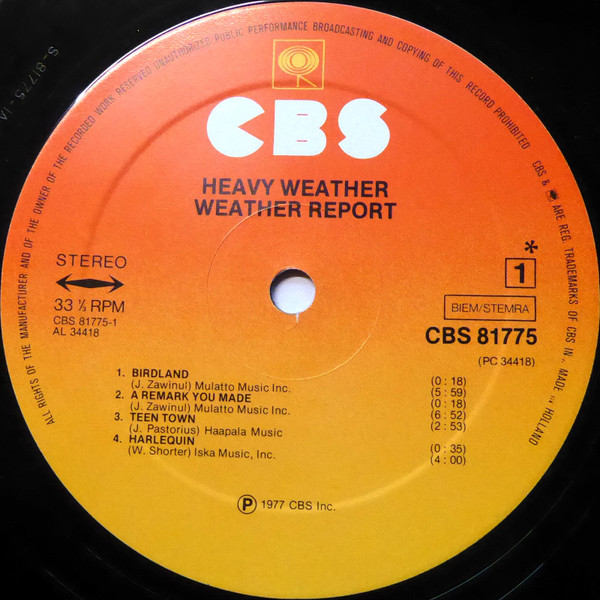 ALL RIGHTS OF THE MANUFACTURER AND OF THE OWNER OF THE RECORDED WORK RESERVED UNAUTHORIZED PUBLIC PERFORMANCE BROADCASTING AND COPYING OF THIS RECORD PROHIBITED
CBS & ARE REG. TRADEMARKS OF CBS IN. MADE IN HOLLAND
S-81775-1A
CBS
HEAVY WEATHER
WEATHER REPORT
STEREO
33 ⅓ RPM
CBS 81775-1
AL 34418
*
1
BIEM/STEMRA
CBS 81775
(PC 34418)
1. BIRDLAND (0 : 18)
(J. Zawinul) Mulatto Music Inc. (5 : 59)
2. A REMARK YOU MADE (0 : 18)
(J. Zawinul) Mulatto Music Inc. (6 : 52)
3. TEEN TOWN (2 : 53)
(J. Pastorius) Haapala Music
4. HARLEQUIN (0 : 35)
(W. Shorter) Iska Music, Inc. (4 : 00)
Ⓟ 1977 CBS Inc.